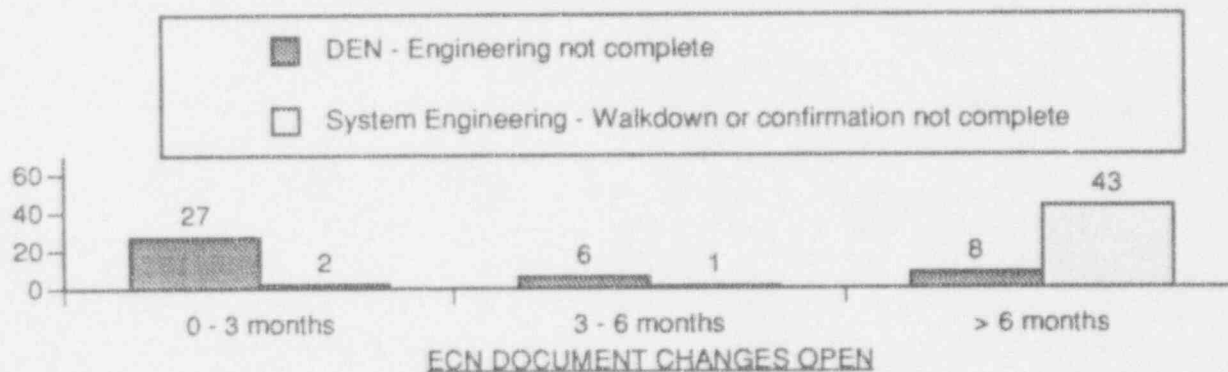 DEN - Engineering not complete
System Engineering - Walkdown or confirmation not complete
60
40
20
0
27
2
6
1
8
43
0 - 3 months
3 - 6 months
> 6 months
ECN DOCUMENT CHANGES OPEN